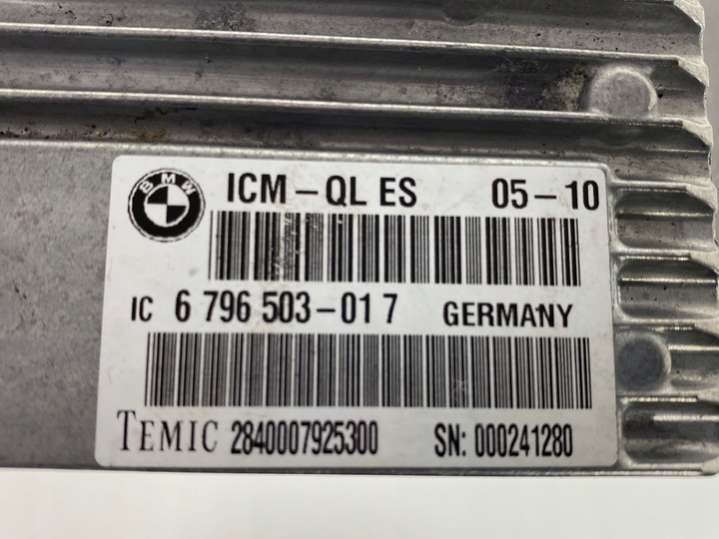 BMW ICM-QL ES 05-10
IC 6 796 503-01 7 GERMANY
TEMIC 2840007925300 SN: 000241280